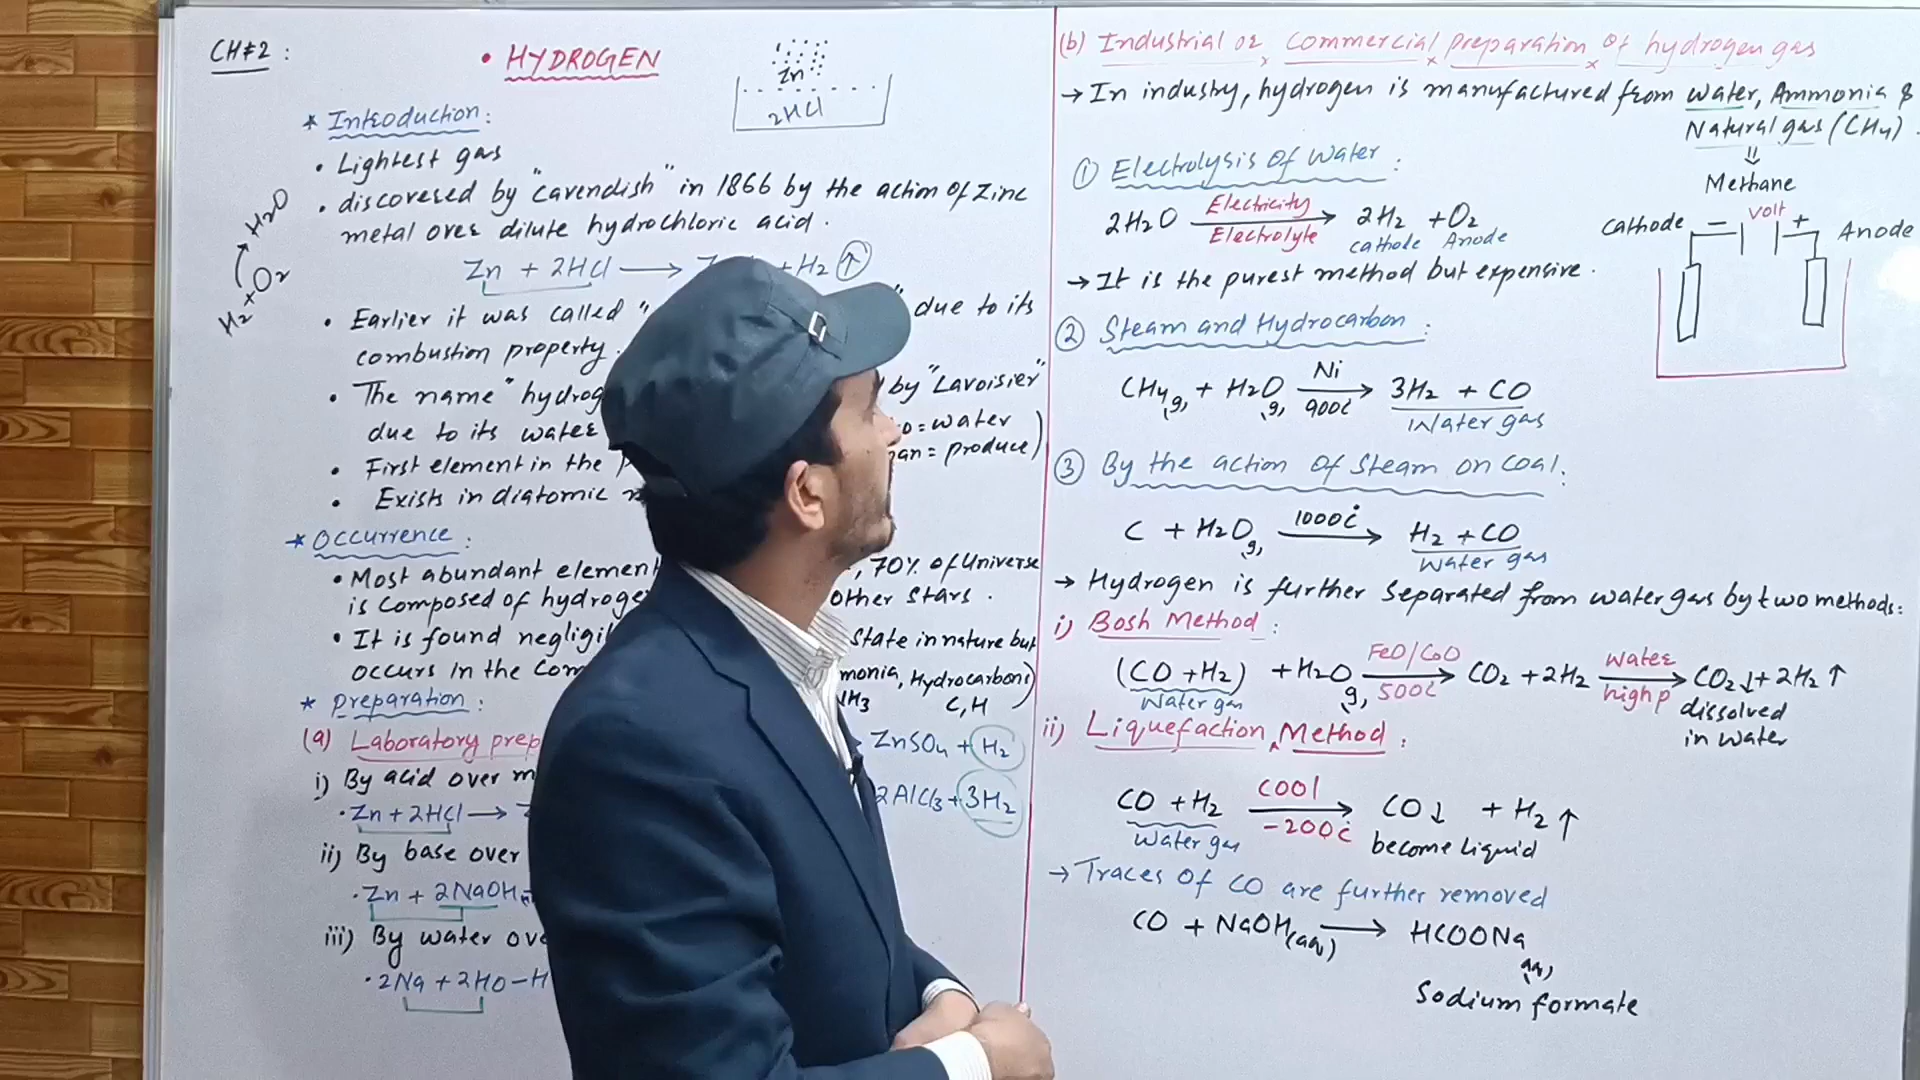 CH#2:
• HYDROGEN
Zn
2HCl
* Introduction:
• Lightest gas
• discovered by "Cavendish" in 1866 by the action of Zinc
metal over dilute hydrochloric acid.
Zn + 2HCl → + H2 ↑
H2 + O2 → H2O
• Earlier it was called " " due to its
combustion property.
• The name "hydrog by "Lavoisier"
due to its water o = water
• First element in the gan = produce)
• Exists in diatomic
* Occurrence:
• Most abundant element , 70% of Universe
is composed of hydroge other stars.
• It is found negligi state in nature but
occurs in the com monia, Hydrocarbons)
NH3 C,H
* preparation:
(a) Laboratory prep
i) By acid over m
ZnSO4 + H2
• Zn + 2HCl → Z 2AlCl3 + 3H2
ii) By base over
• Zn + 2NaOH →
iii) By water ov
• 2Na + 2HO-H
(b) Industrial or commercial preparation of hydrogen gas
→ In industry, hydrogen is manufactured from water, Ammonia &
Natural gas (CH4).
⇓
Methane
① Electrolysis of water:
2H2O Electricity → Electrolyte 2H2 + O2
cathode Anode
→ It is the purest method but expensive.
Cathode − Volt + Anode
② Steam and Hydrocarbon:
CH4(g) + H2O(g) Ni → 900c 3H2 + CO
Water gas
③ By the action of steam on coal:
C + H2O(g) 1000c → H2 + CO
Water gas
→ Hydrogen is further separated from water gas by two methods:
i) Bosh Method:
(CO + H2) + H2O(g) FeO/CoO → 500c CO2 + 2H2 water → high p CO2↓ + 2H2↑
Water gas dissolved
in water
ii) Liquefaction Method:
CO + H2 cool → -200c CO↓ + H2↑
Water gas become liquid
→ Traces of CO are further removed
CO + NaOH(aq) → HCOONa(aq)
Sodium formate